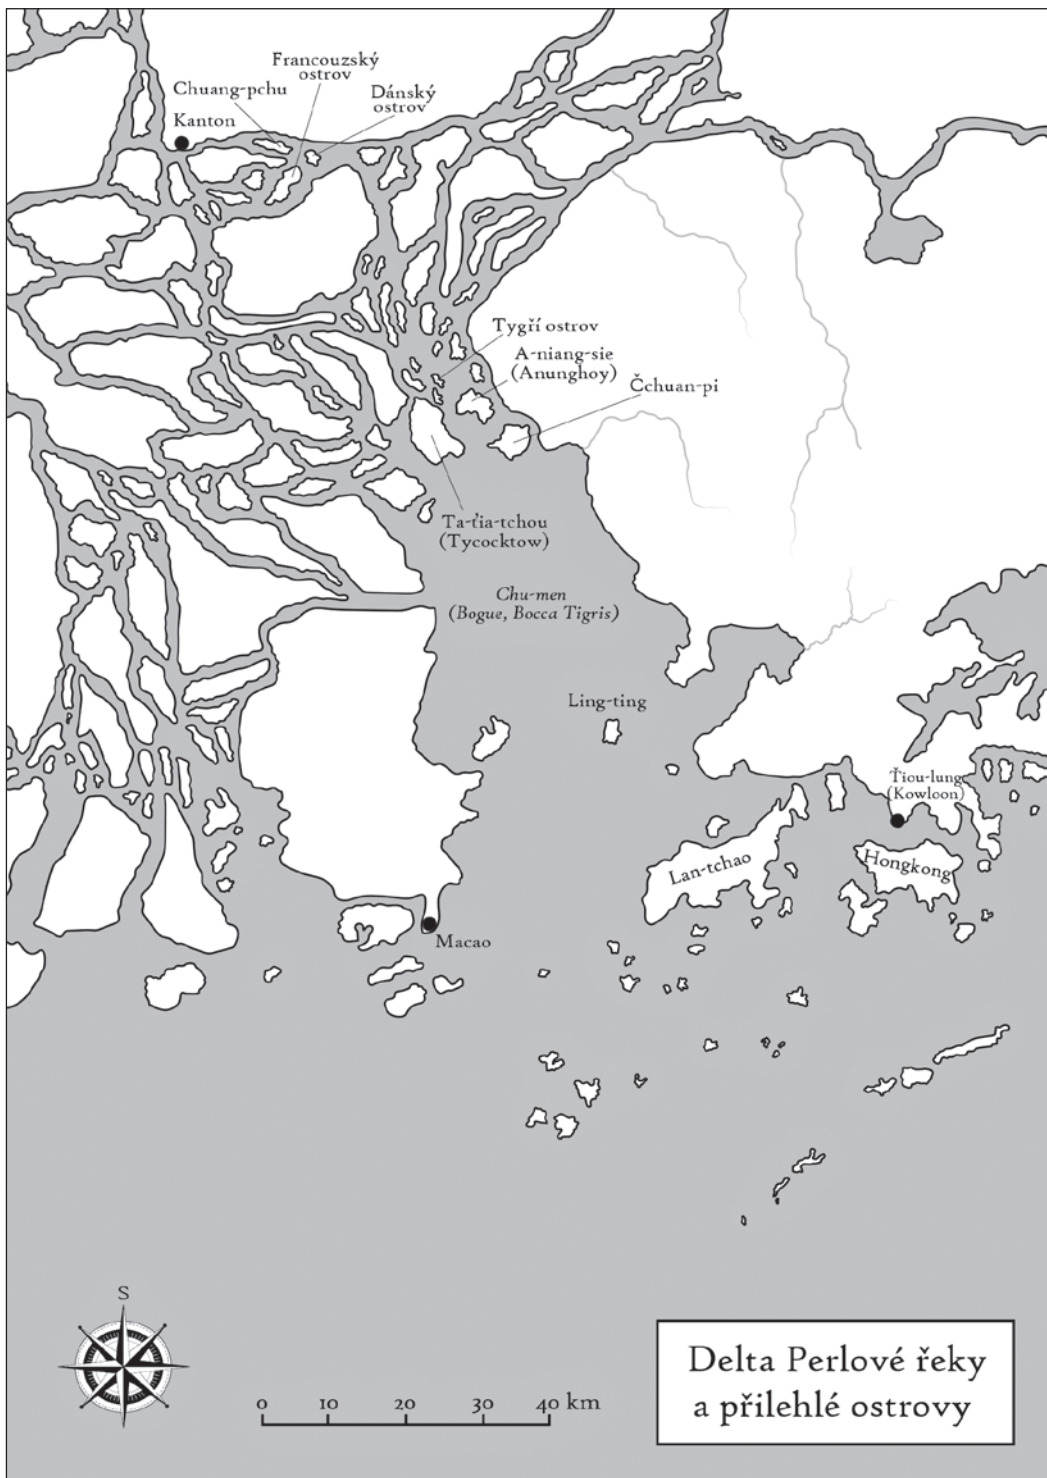 Francouzský
ostrov
Chuang-pchu
Dánský
ostrov
Kanton
Tygří ostrov
A-niang-sie
(Anunghoy)
Čchuan-pi
Ta-ťia-tchou
(Tycocktow)
Chu-men
(Bogue, Bocca Tigris)
Ling-ting
Ťiou-lung
(Kowloon)
Lan-tchao
Hongkong
Macao
S
0 10 20 30 40 km
Delta Perlové řeky
a přilehlé ostrovy